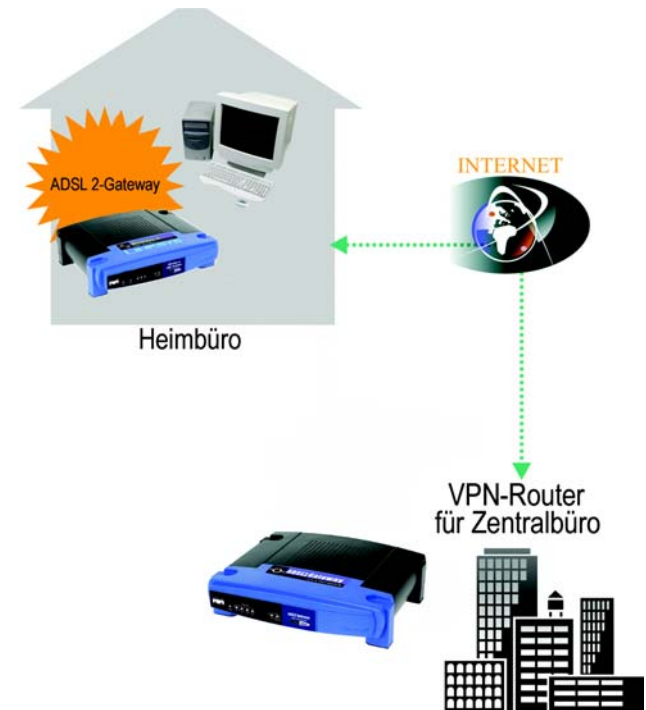 ADSL 2-Gateway
INTERNET
Heimbüro
VPN-Router
für Zentralbüro